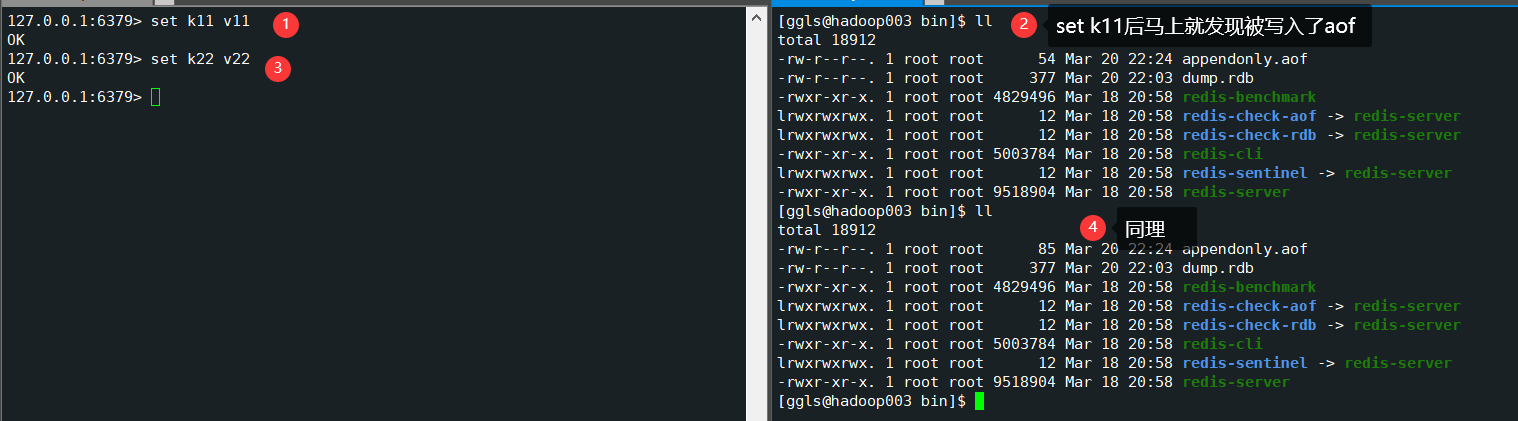 127.0.0.1:6379> set k11 v11 1
OK
127.0.0.1:6379> set k22 v22 3
OK
127.0.0.1:6379>
[ggls@hadoop003 bin]$ ll 2 set k11后马上就发现被写入了aof
total 18912
-rw-r--r--. 1 root root 54 Mar 20 22:24 appendonly.aof
-rw-r--r--. 1 root root 377 Mar 20 22:03 dump.rdb
-rwxr-xr-x. 1 root root 4829496 Mar 18 20:58 redis-benchmark
lrwxrwxrwx. 1 root root 12 Mar 18 20:58 redis-check-aof -> redis-server
lrwxrwxrwx. 1 root root 12 Mar 18 20:58 redis-check-rdb -> redis-server
-rwxr-xr-x. 1 root root 5003784 Mar 18 20:58 redis-cli
lrwxrwxrwx. 1 root root 12 Mar 18 20:58 redis-sentinel -> redis-server
-rwxr-xr-x. 1 root root 9518904 Mar 18 20:58 redis-server
[ggls@hadoop003 bin]$ ll
total 18912 4 同理
-rw-r--r--. 1 root root 85 Mar 20 22:24 appendonly.aof
-rw-r--r--. 1 root root 377 Mar 20 22:03 dump.rdb
-rwxr-xr-x. 1 root root 4829496 Mar 18 20:58 redis-benchmark
lrwxrwxrwx. 1 root root 12 Mar 18 20:58 redis-check-aof -> redis-server
lrwxrwxrwx. 1 root root 12 Mar 18 20:58 redis-check-rdb -> redis-server
-rwxr-xr-x. 1 root root 5003784 Mar 18 20:58 redis-cli
lrwxrwxrwx. 1 root root 12 Mar 18 20:58 redis-sentinel -> redis-server
-rwxr-xr-x. 1 root root 9518904 Mar 18 20:58 redis-server
[ggls@hadoop003 bin]$